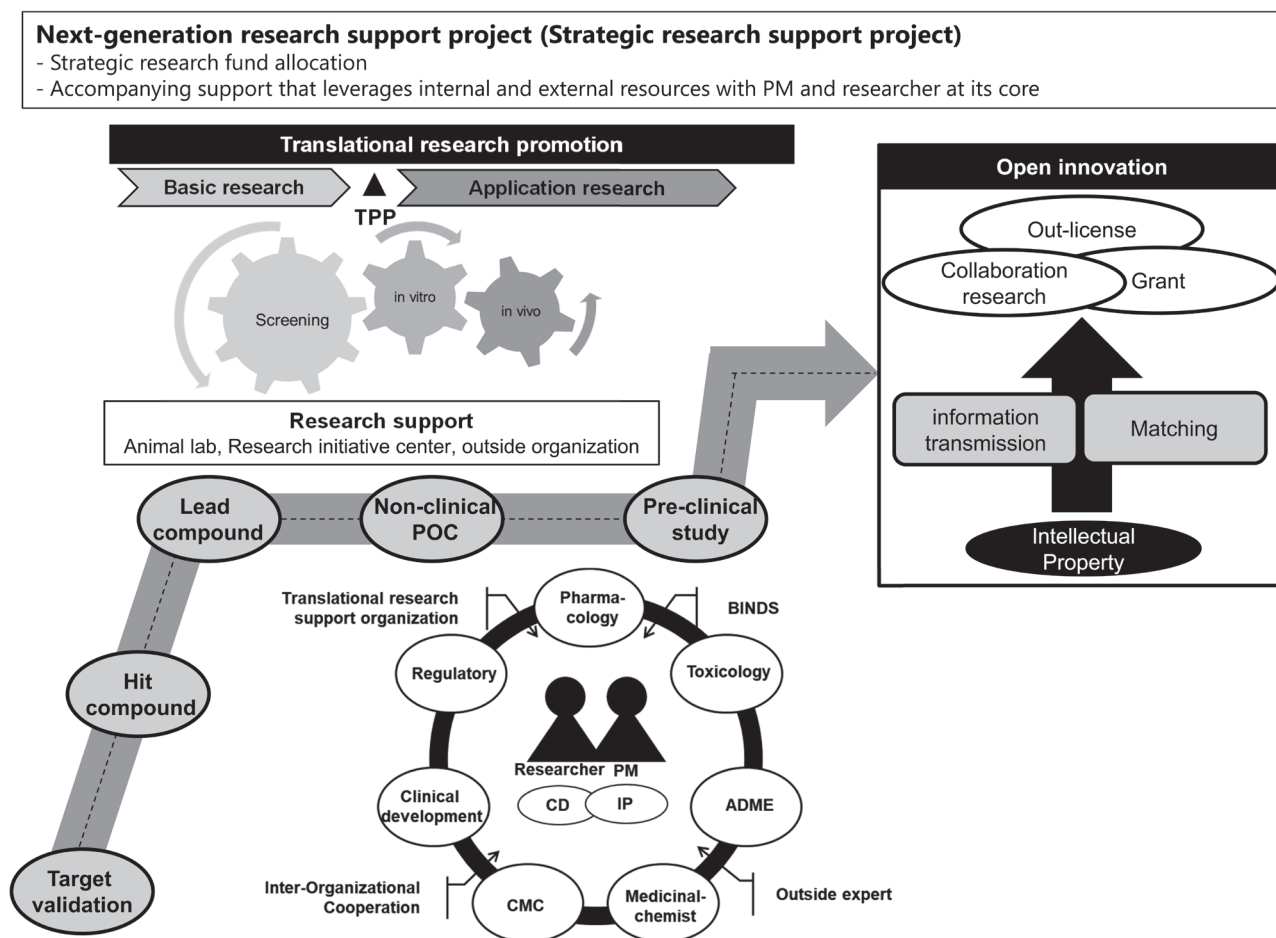 Next-generation research support project (Strategic research support project)
- Strategic research fund allocation
- Accompanying support that leverages internal and external resources with PM and researcher at its core
Translational research promotion
Basic research
Application research
TPP
Screening
in vitro
in vivo
Research support
Animal lab, Research initiative center, outside organization
Lead
compound
Non-clinical
POC
Pre-clinical
study
Hit
compound
Target
validation
Open innovation
Out-license
Collaboration
research
Grant
information
transmission
Matching
Intellectual
Property
Translational research
support organization
BINDS
Pharma-
cology
Regulatory
Toxicology
Researcher PM
CD
IP
Clinical
development
ADME
CMC
Medicinal-
chemist
Inter-Organizational
Cooperation
Outside expert